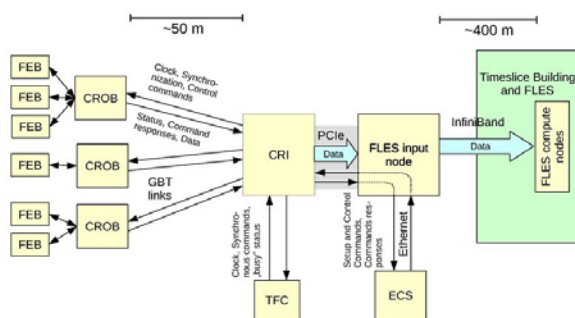 ~50 m
~400 m
FEB
FEB
FEB
CROB
Clock, Synchro-
nization, Control
commands
Status, Command
responses, Data
FEB
CROB
GBT
links
FEB
FEB
CROB
CRI
PCIe
Data
FLES input
node
InfiniBand
Data
Timeslice Building
and FLES
FLES compute
nodes
Clock, Synchro-
nous commands,
„busy“ status
TFC
Setup and Control
Commands,
Commands res-
ponses
Ethernet
ECS